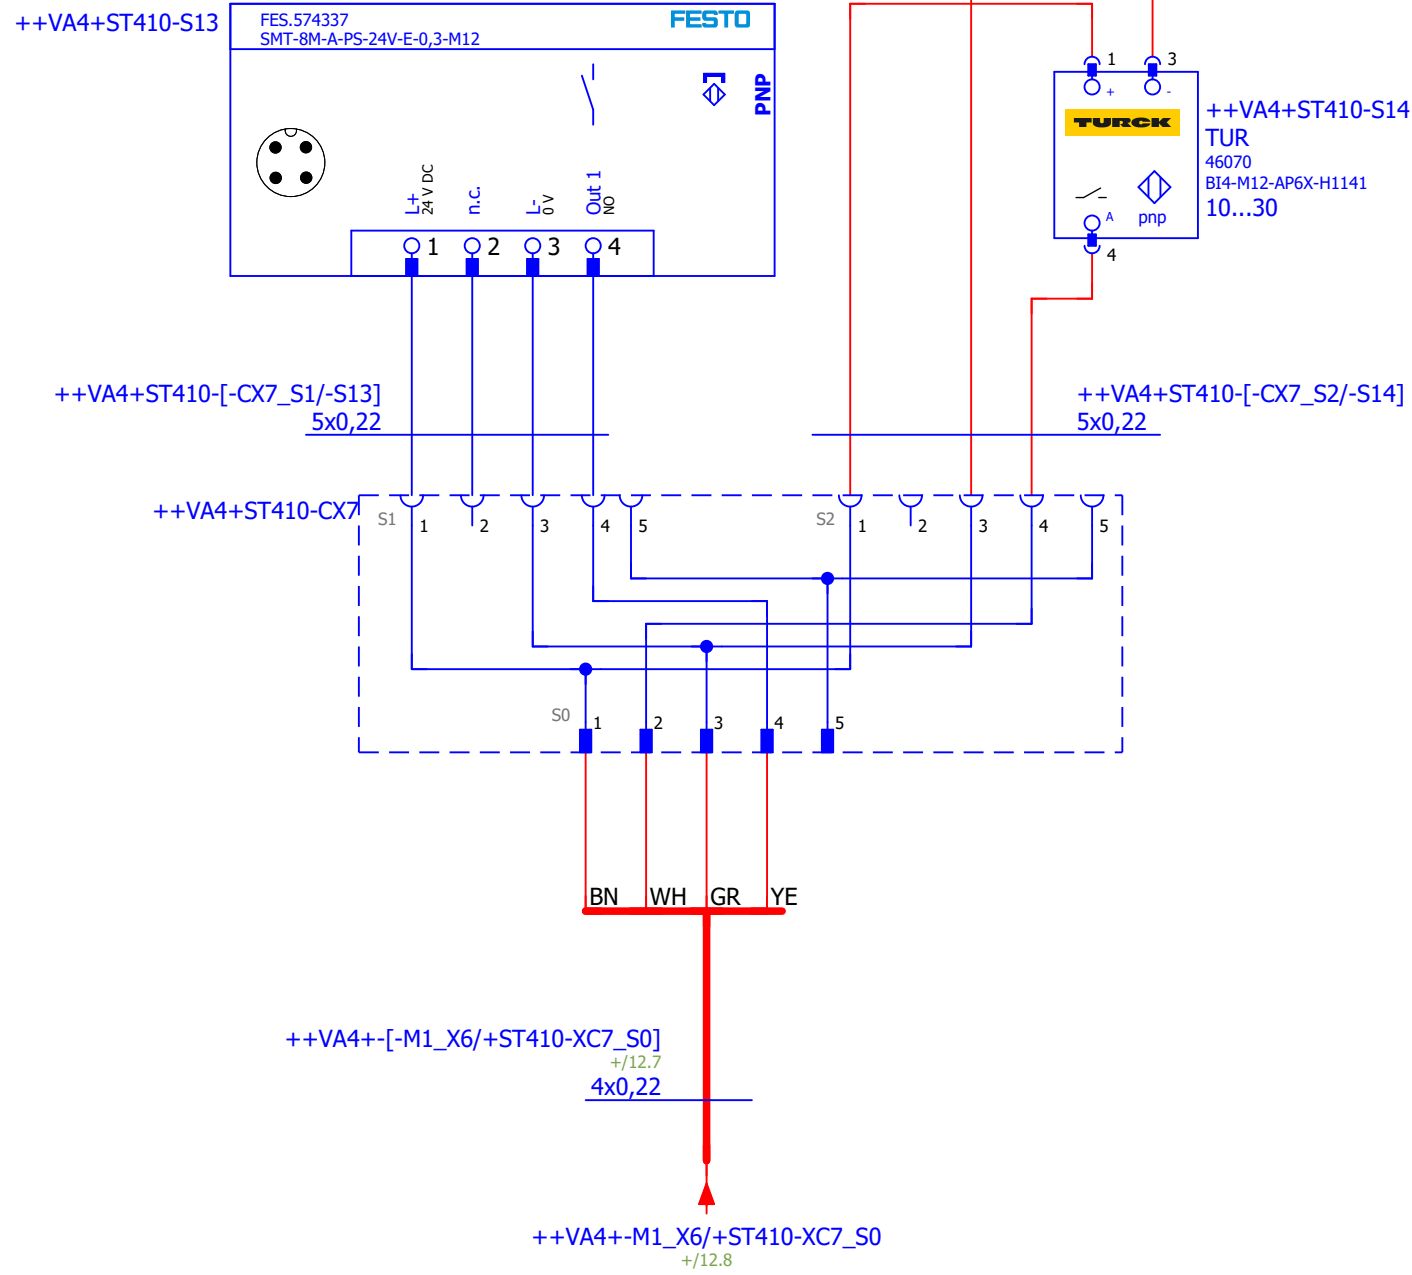 ++VA4+ST410-S13
FES.574337
SMT-8M-A-PS-24V-E-0,3-M12
FESTO
PNP
L+
24 V DC
n.c.
L-
0 V
Out 1
NO
1 2 3 4
1 3
+ -
TURCK
A
pnp
4
++VA4+ST410-S14
TUR
46070
BI4-M12-AP6X-H1141
10...30
++VA4+ST410-[-CX7_S1/-S13]
5x0,22
++VA4+ST410-[-CX7_S2/-S14]
5x0,22
++VA4+ST410-CX7
S1 1 2 3 4 5 S2 1 2 3 4 5
S0 1 2 3 4 5
BN WH GR YE
++VA4+-[-M1_X6/+ST410-XC7_S0]
+/12.7
4x0,22
++VA4+-M1_X6/+ST410-XC7_S0
+/12.8